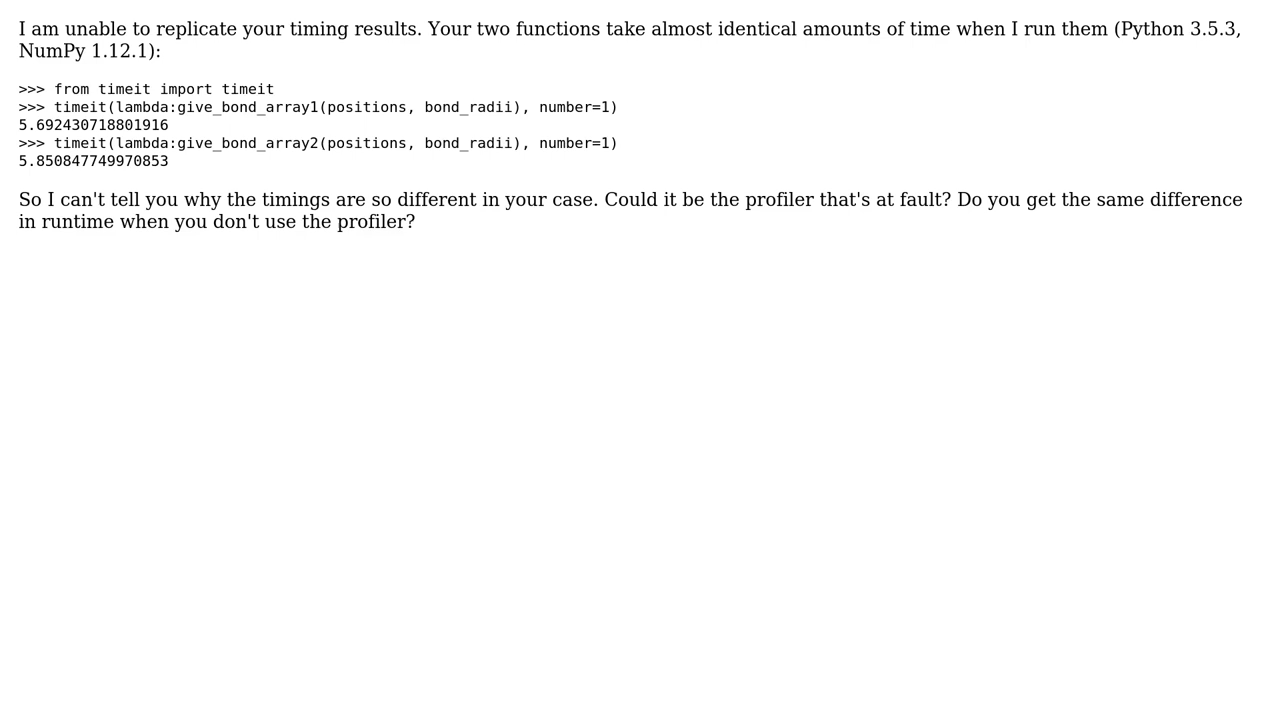 I am unable to replicate your timing results. Your two functions take almost identical amounts of time when I run them (Python 3.5.3,
NumPy 1.12.1):
>>> from timeit import timeit
>>> timeit(lambda:give_bond_array1(positions, bond_radii), number=1)
5.692430718801916
>>> timeit(lambda:give_bond_array2(positions, bond_radii), number=1)
5.850847749970853
So I can't tell you why the timings are so different in your case. Could it be the profiler that's at fault? Do you get the same difference
in runtime when you don't use the profiler?